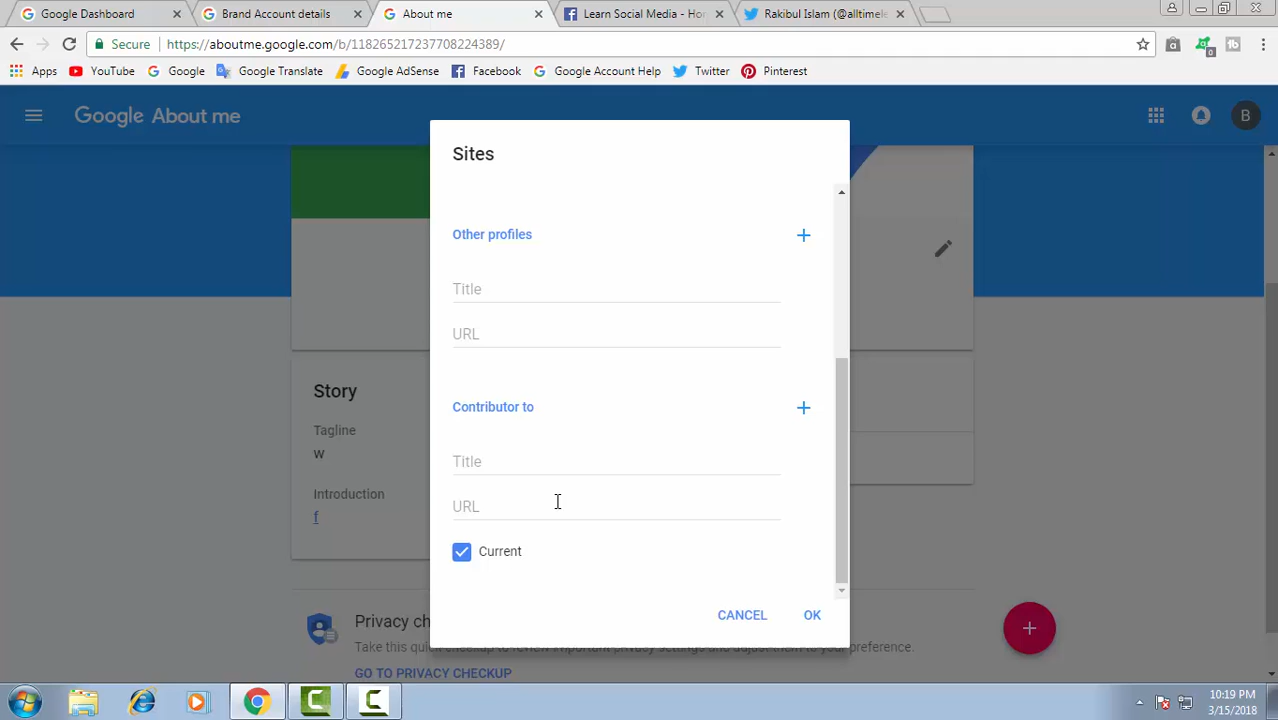 Google Dashboard
Brand Account details
About me
Learn Social Media - Hor
Rakibul Islam (@alltimele
Secure
https://aboutme.google.com/b/118265217237708224389/
Apps
YouTube
Google
Google Translate
Google AdSense
Facebook
Google Account Help
Twitter
Pinterest
Google About me
B
Sites
Other profiles
Title
URL
Contributor to
Title
URL
Current
CANCEL
OK
Story
Tagline
w
Introduction
f
Privacy ch
Take this quick checkup to review important privacy settings and adjust them to your preference.
GO TO PRIVACY CHECKUP
10:19 PM
3/15/2018